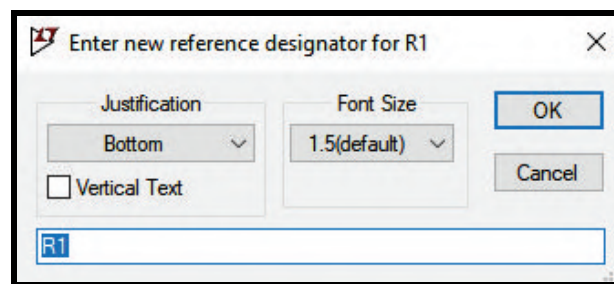 Enter new reference designator for R1
Justification
Font Size
OK
Bottom
1.5(default)
Vertical Text
Cancel
R1